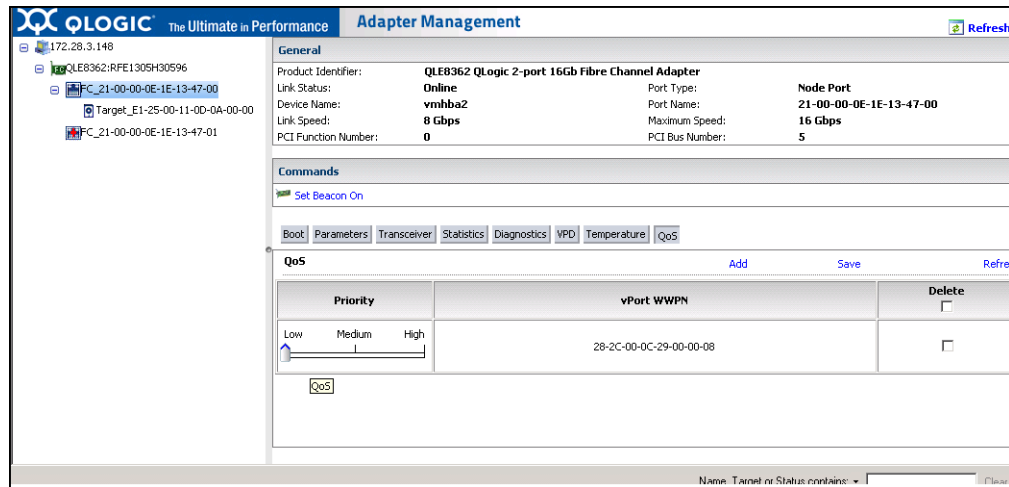 QLOGIC The Ultimate in Performance Adapter Management
Refresh
172.28.3.148
QLE8362:RFE1305H30596
FC_21-00-00-0E-1E-13-47-00
Target_E1-25-00-11-0D-0A-00-00
FC_21-00-00-0E-1E-13-47-01
General
Product Identifier: QLE8362 QLogic 2-port 16Gb Fibre Channel Adapter
Link Status: Online Port Type: Node Port
Device Name: vmhba2 Port Name: 21-00-00-0E-1E-13-47-00
Link Speed: 8 Gbps Maximum Speed: 16 Gbps
PCI Function Number: 0 PCI Bus Number: 5
Commands
Set Beacon On
Boot Parameters Transceiver Statistics Diagnostics VPD Temperature QoS
QoS Add Save Refre
Priority vPort WWPN Delete
Low Medium High 28-2C-00-0C-29-00-00-08
QoS
Name, Target or Status contains: Clear